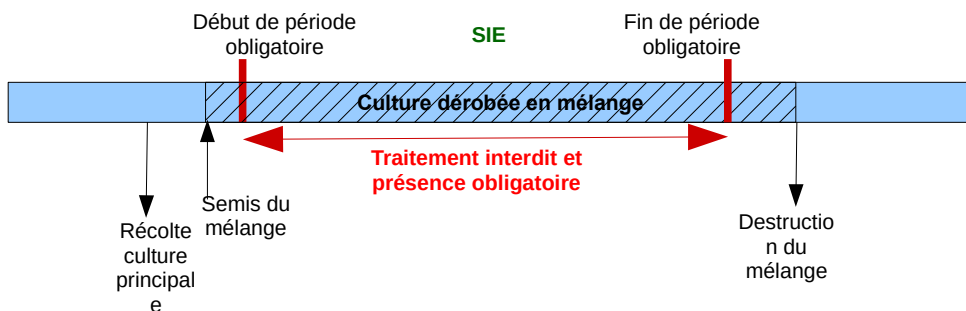 Début de période
obligatoire
SIE
Fin de période
obligatoire
Culture dérobée en mélange
Traitement interdit et
présence obligatoire
Semis du
mélange
Récolte
culture
principal
e
Destructio
n du
mélange